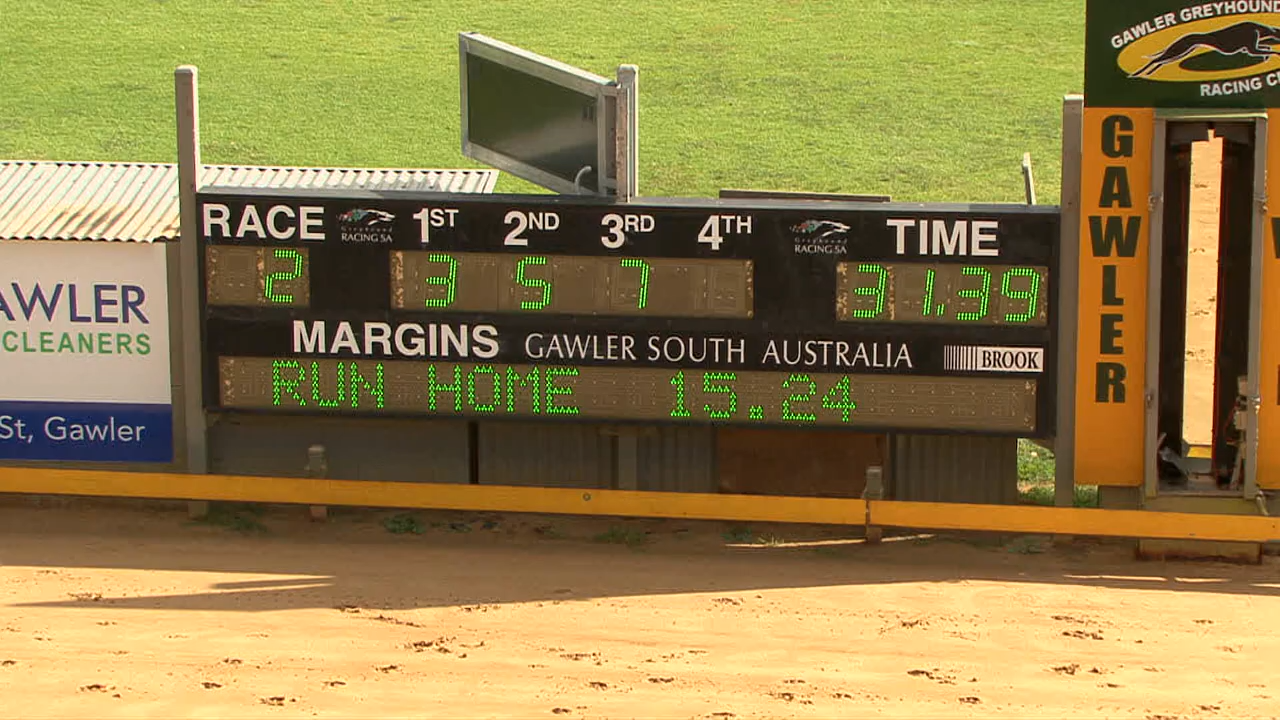 GAWLER GREYHOUND
RACING
GAWLER
RACE 1ST 2ND 3RD 4TH TIME
Greyhound
RACING SA
Greyhound
RACING SA
2 3 5 7 31.39
MARGINS GAWLER SOUTH AUSTRALIA BROOK
RUN HOME 15.24
AWLER
CLEANERS
St, Gawler